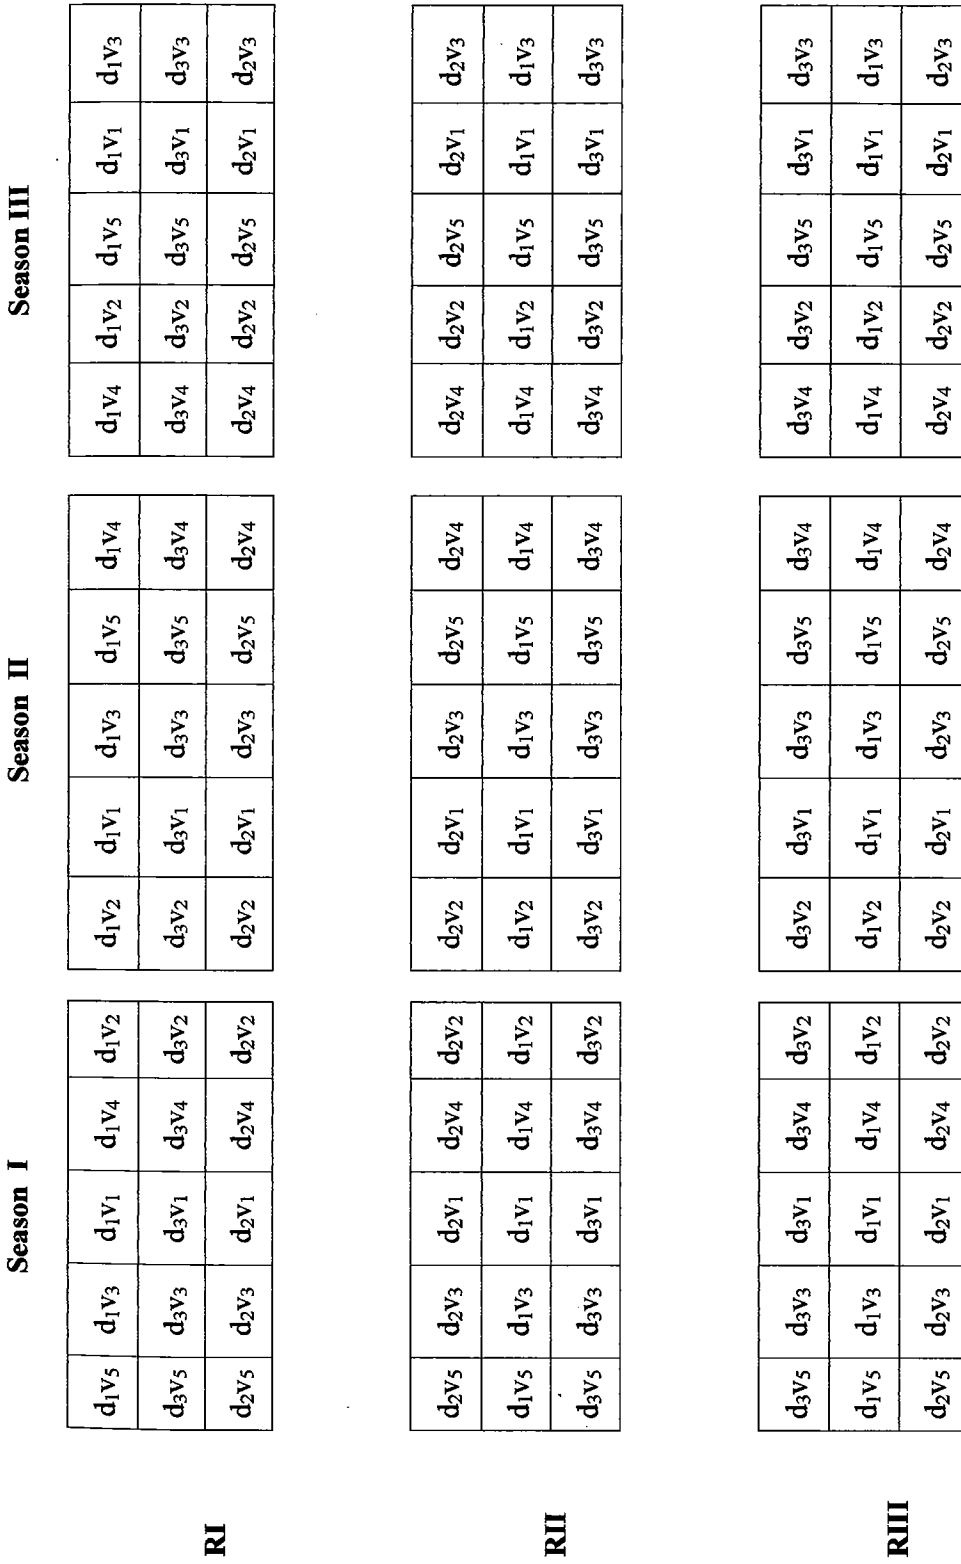 Season I Season II Season III
RI
d₁v₅ d₁v₃ d₁v₁ d₁v₄ d₁v₂ d₁v₂ d₁v₁ d₁v₃ d₁v₅ d₁v₄ d₁v₄ d₁v₂ d₁v₅ d₁v₁ d₁v₃
d₃v₅ d₃v₃ d₃v₁ d₃v₄ d₃v₂ d₃v₂ d₃v₁ d₃v₃ d₃v₅ d₃v₄ d₃v₄ d₃v₂ d₃v₅ d₃v₁ d₃v₃
d₂v₅ d₂v₃ d₂v₁ d₂v₄ d₂v₂ d₂v₂ d₂v₁ d₂v₃ d₂v₅ d₂v₄ d₂v₄ d₂v₂ d₂v₅ d₂v₁ d₂v₃
RII
d₂v₅ d₂v₃ d₂v₁ d₂v₄ d₂v₂ d₂v₂ d₂v₁ d₂v₃ d₂v₅ d₂v₄ d₂v₄ d₂v₂ d₂v₅ d₂v₁ d₂v₃
d₁v₅ d₁v₃ d₁v₁ d₁v₄ d₁v₂ d₁v₂ d₁v₁ d₁v₃ d₁v₅ d₁v₄ d₁v₄ d₁v₂ d₁v₅ d₁v₁ d₁v₃
d₃v₅ d₃v₃ d₃v₁ d₃v₄ d₃v₂ d₃v₂ d₃v₁ d₃v₃ d₃v₅ d₃v₄ d₃v₄ d₃v₂ d₃v₅ d₃v₁ d₃v₃
RIII
d₃v₅ d₃v₃ d₃v₁ d₃v₄ d₃v₂ d₃v₂ d₃v₁ d₃v₃ d₃v₅ d₃v₄ d₃v₄ d₃v₂ d₃v₅ d₃v₁ d₃v₃
d₁v₅ d₁v₃ d₁v₁ d₁v₄ d₁v₂ d₁v₂ d₁v₁ d₁v₃ d₁v₅ d₁v₄ d₁v₄ d₁v₂ d₁v₅ d₁v₁ d₁v₃
d₂v₅ d₂v₃ d₂v₁ d₂v₄ d₂v₂ d₂v₂ d₂v₁ d₂v₃ d₂v₅ d₂v₄ d₂v₄ d₂v₂ d₂v₅ d₂v₁ d₂v₃